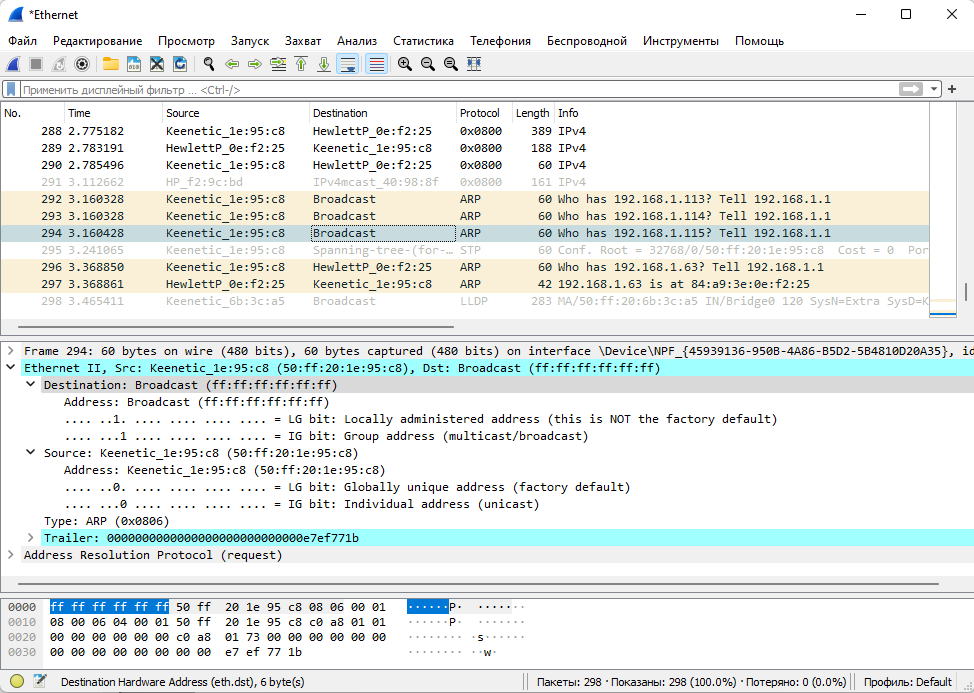 *Ethernet
Файл Редактирование Просмотр Запуск Захват Анализ Статистика Телефония Беспроводной Инструменты Помощь
Применить дисплейный фильтр ... <Ctrl-/>
No. Time Source Destination Protocol Length Info
288 2.775182 Keenetic_1e:95:c8 HewlettP_0e:f2:25 0x0800 389 IPv4
289 2.783191 HewlettP_0e:f2:25 Keenetic_1e:95:c8 0x0800 188 IPv4
290 2.785496 Keenetic_1e:95:c8 HewlettP_0e:f2:25 0x0800 60 IPv4
291 3.112662 HP_f2:9c:bd IPv4mcast_40:98:8f 0x0800 161 IPv4
292 3.160328 Keenetic_1e:95:c8 Broadcast ARP 60 Who has 192.168.1.113? Tell 192.168.1.1
293 3.160328 Keenetic_1e:95:c8 Broadcast ARP 60 Who has 192.168.1.114? Tell 192.168.1.1
294 3.160428 Keenetic_1e:95:c8 Broadcast ARP 60 Who has 192.168.1.115? Tell 192.168.1.1
295 3.241065 Keenetic_1e:95:c8 Spanning-tree-(for-… STP 60 Conf. Root = 32768/0/50:ff:20:1e:95:c8 Cost = 0 Por
296 3.368850 Keenetic_1e:95:c8 HewlettP_0e:f2:25 ARP 60 Who has 192.168.1.63? Tell 192.168.1.1
297 3.368861 HewlettP_0e:f2:25 Keenetic_1e:95:c8 ARP 42 192.168.1.63 is at 84:a9:3e:0e:f2:25
298 3.465411 Keenetic_6b:3c:a5 Broadcast LLDP 283 MA/50:ff:20:6b:3c:a5 IN/Bridge0 120 SysN=Extra SysD=K
Frame 294: 60 bytes on wire (480 bits), 60 bytes captured (480 bits) on interface \Device\NPF_{45939136-950B-4A86-B5D2-5B4810D20A35}, id
Ethernet II, Src: Keenetic_1e:95:c8 (50:ff:20:1e:95:c8), Dst: Broadcast (ff:ff:ff:ff:ff:ff)
Destination: Broadcast (ff:ff:ff:ff:ff:ff)
Address: Broadcast (ff:ff:ff:ff:ff:ff)
.... ..1. .... .... .... .... = LG bit: Locally administered address (this is NOT the factory default)
.... ...1 .... .... .... .... = IG bit: Group address (multicast/broadcast)
Source: Keenetic_1e:95:c8 (50:ff:20:1e:95:c8)
Address: Keenetic_1e:95:c8 (50:ff:20:1e:95:c8)
.... ..0. .... .... .... .... = LG bit: Globally unique address (factory default)
.... ...0 .... .... .... .... = IG bit: Individual address (unicast)
Type: ARP (0x0806)
Trailer: 0000000000000000000000000000e7ef771b
Address Resolution Protocol (request)
0000 ff ff ff ff ff ff 50 ff 20 1e 95 c8 08 06 00 01 ······P· ·······
0010 08 00 06 04 00 01 50 ff 20 1e 95 c8 c0 a8 01 01 ······P· ·······
0020 00 00 00 00 00 00 c0 a8 01 73 00 00 00 00 00 00 ········ ·s······
0030 00 00 00 00 00 00 00 00 e7 ef 77 1b ········ ··w·
Destination Hardware Address (eth.dst), 6 byte(s) Пакеты: 298 · Показаны: 298 (100.0%) · Потеряно: 0 (0.0%) Профиль: Default